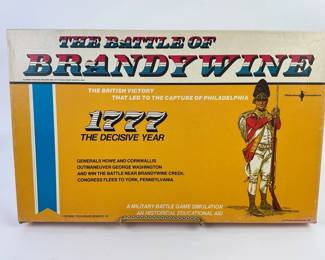 THE BATTLE OF
BRANDYWINE
THE BRITISH VICTORY
THAT LED TO THE CAPTURE OF PHILADELPHIA
1777
THE DECISIVE YEAR
GENERALS HOWE AND CORNWALLIS
OUTMANEUVER GEORGE WASHINGTON
AND WIN THE BATTLE NEAR BRANDYWINE CREEK.
CONGRESS FLEES TO YORK, PENNSYLVANIA.
A MILITARY BATTLE GAME SIMULATION
AN HISTORICAL EDUCATIONAL AID